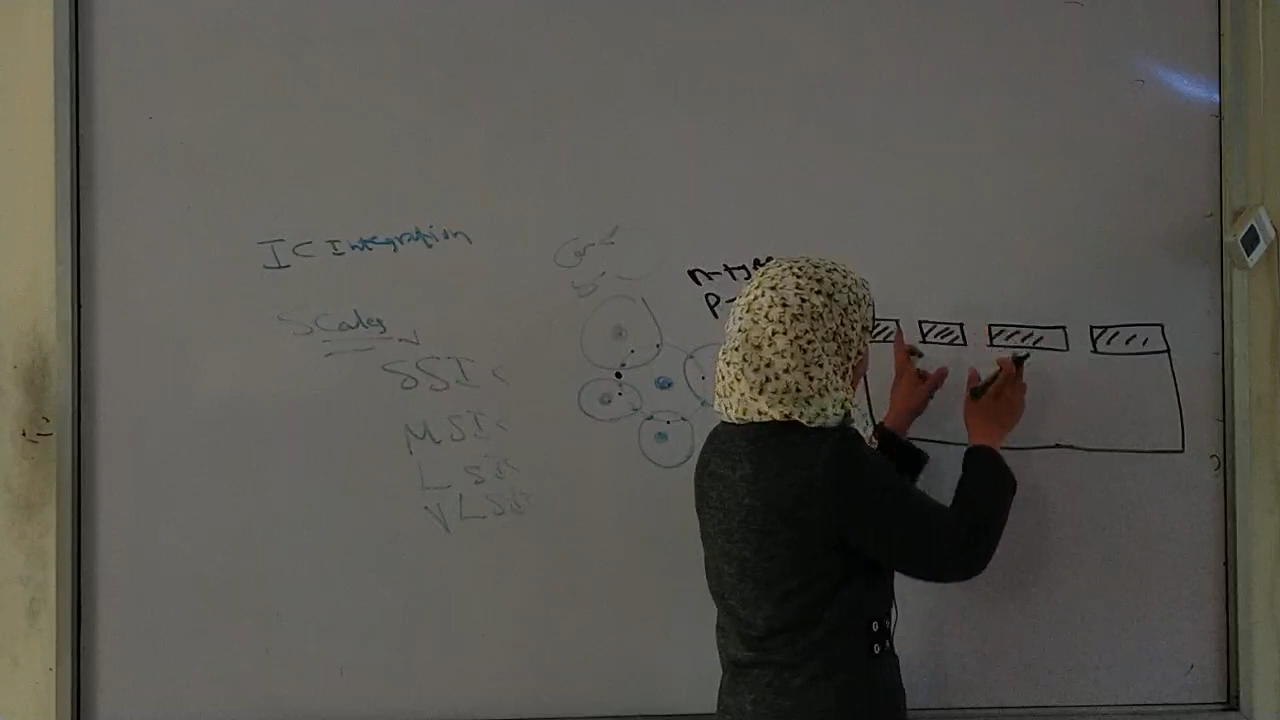 IC Integration
Scales
SSI
MSI
LSI
VLSI
n-type
P-